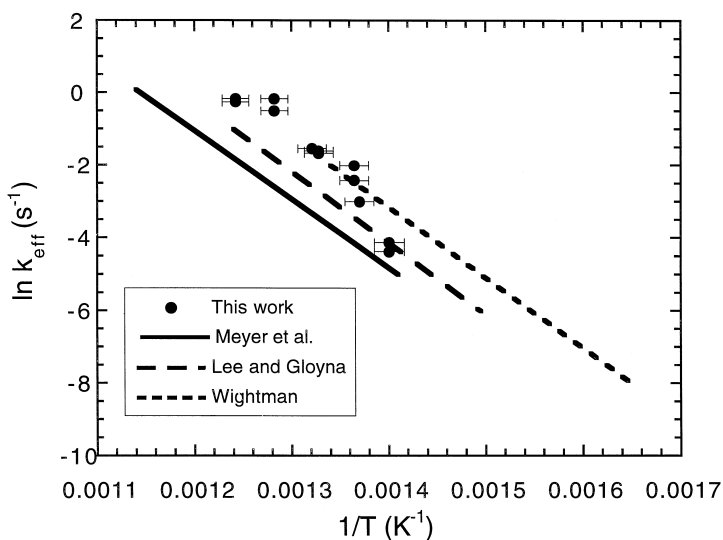 2
0
-2
-4
-6
-8
-10
ln k_eff (s^-1)
This work
Meyer et al.
Lee and Gloyna
Wightman
0.0011 0.0012 0.0013 0.0014 0.0015 0.0016 0.0017
1/T (K^-1)